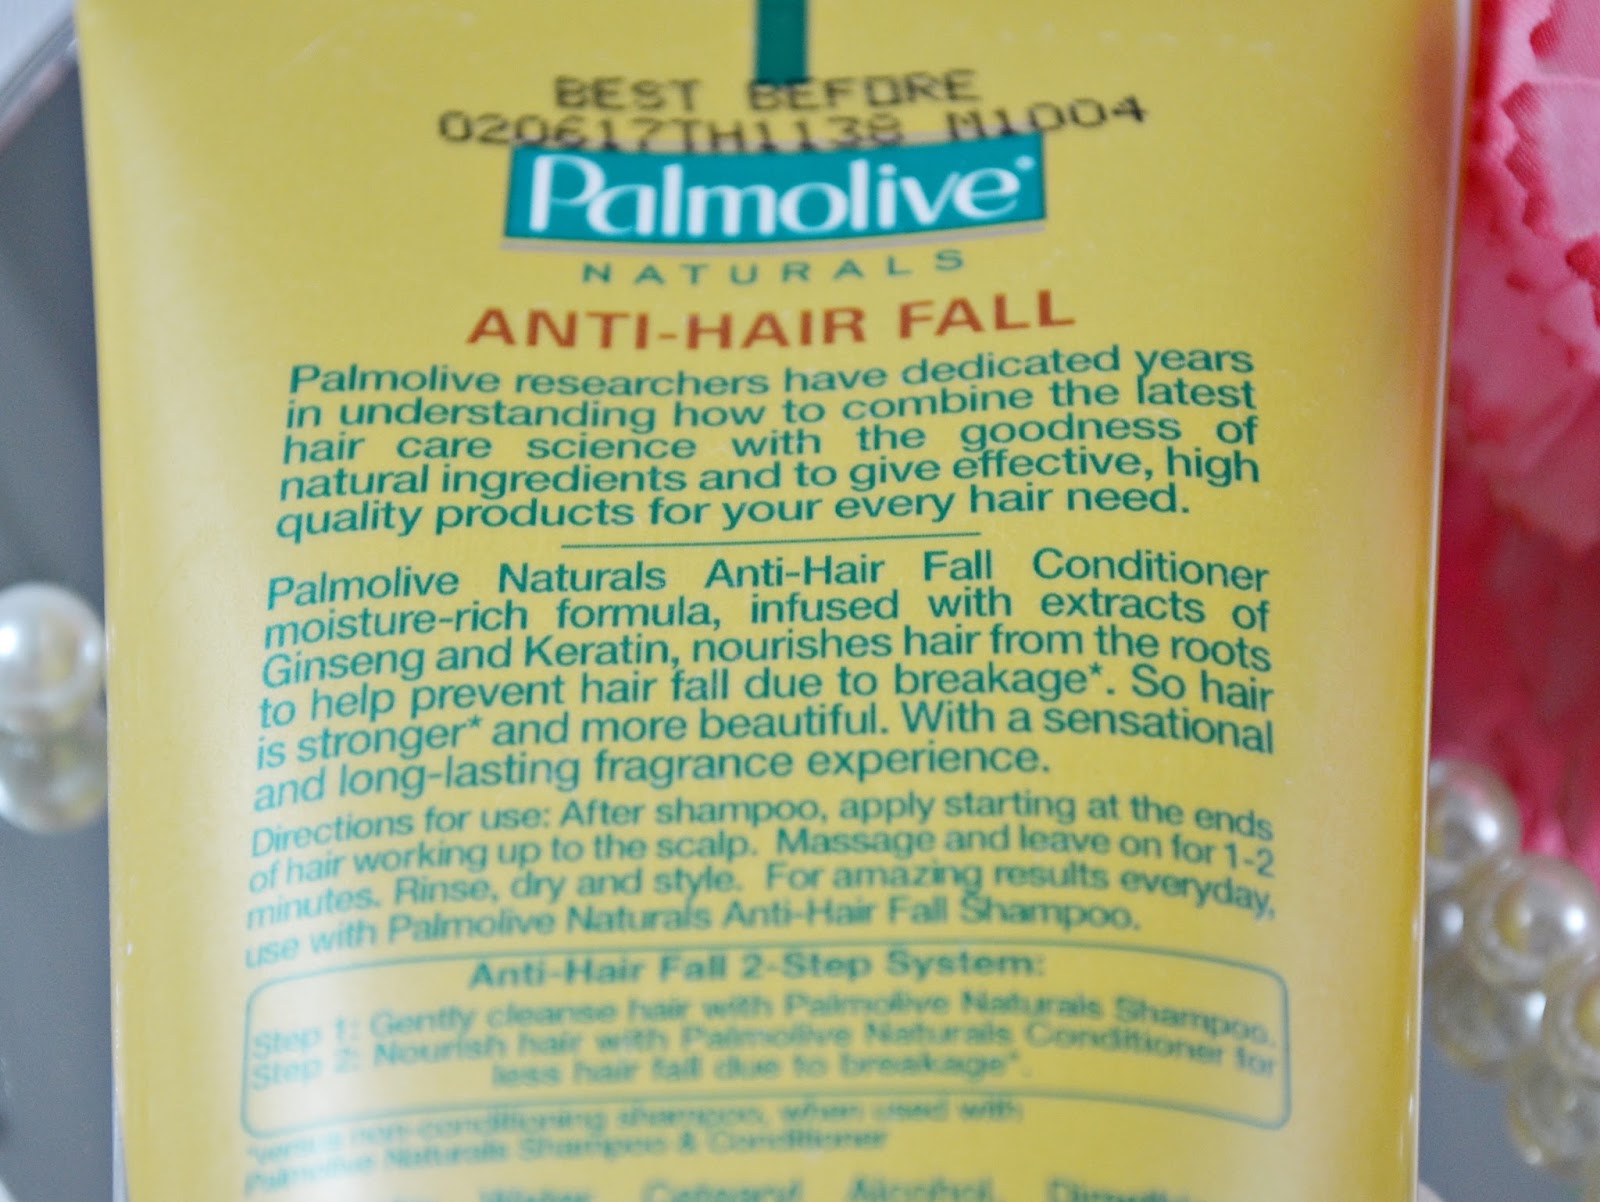 BEST BEFORE
020617TH1138 M1004
Palmolive
NATURALS
ANTI-HAIR FALL
Palmolive researchers have dedicated years
in understanding how to combine the latest
hair care science with the goodness of
natural ingredients and to give effective, high
quality products for your every hair need.
Palmolive Naturals Anti-Hair Fall Conditioner
moisture-rich formula, infused with extracts of
Ginseng and Keratin, nourishes hair from the roots
to help prevent hair fall due to breakage*. So hair
is stronger* and more beautiful. With a sensational
and long-lasting fragrance experience.
Directions for use: After shampoo, apply starting at the ends
of hair working up to the scalp. Massage and leave on for 1-2
minutes. Rinse, dry and style. For amazing results everyday,
use with Palmolive Naturals Anti-Hair Fall Shampoo.
Anti-Hair Fall 2-Step System:
Step 1: Gently cleanse hair with Palmolive Naturals Shampoo.
Step 2: Nourish hair with Palmolive Naturals Conditioner for
less hair fall due to breakage*.
*versus non-conditioning shampoo, when used with
Palmolive Naturals Shampoo & Conditioner
Water, Cetearyl Alcohol,